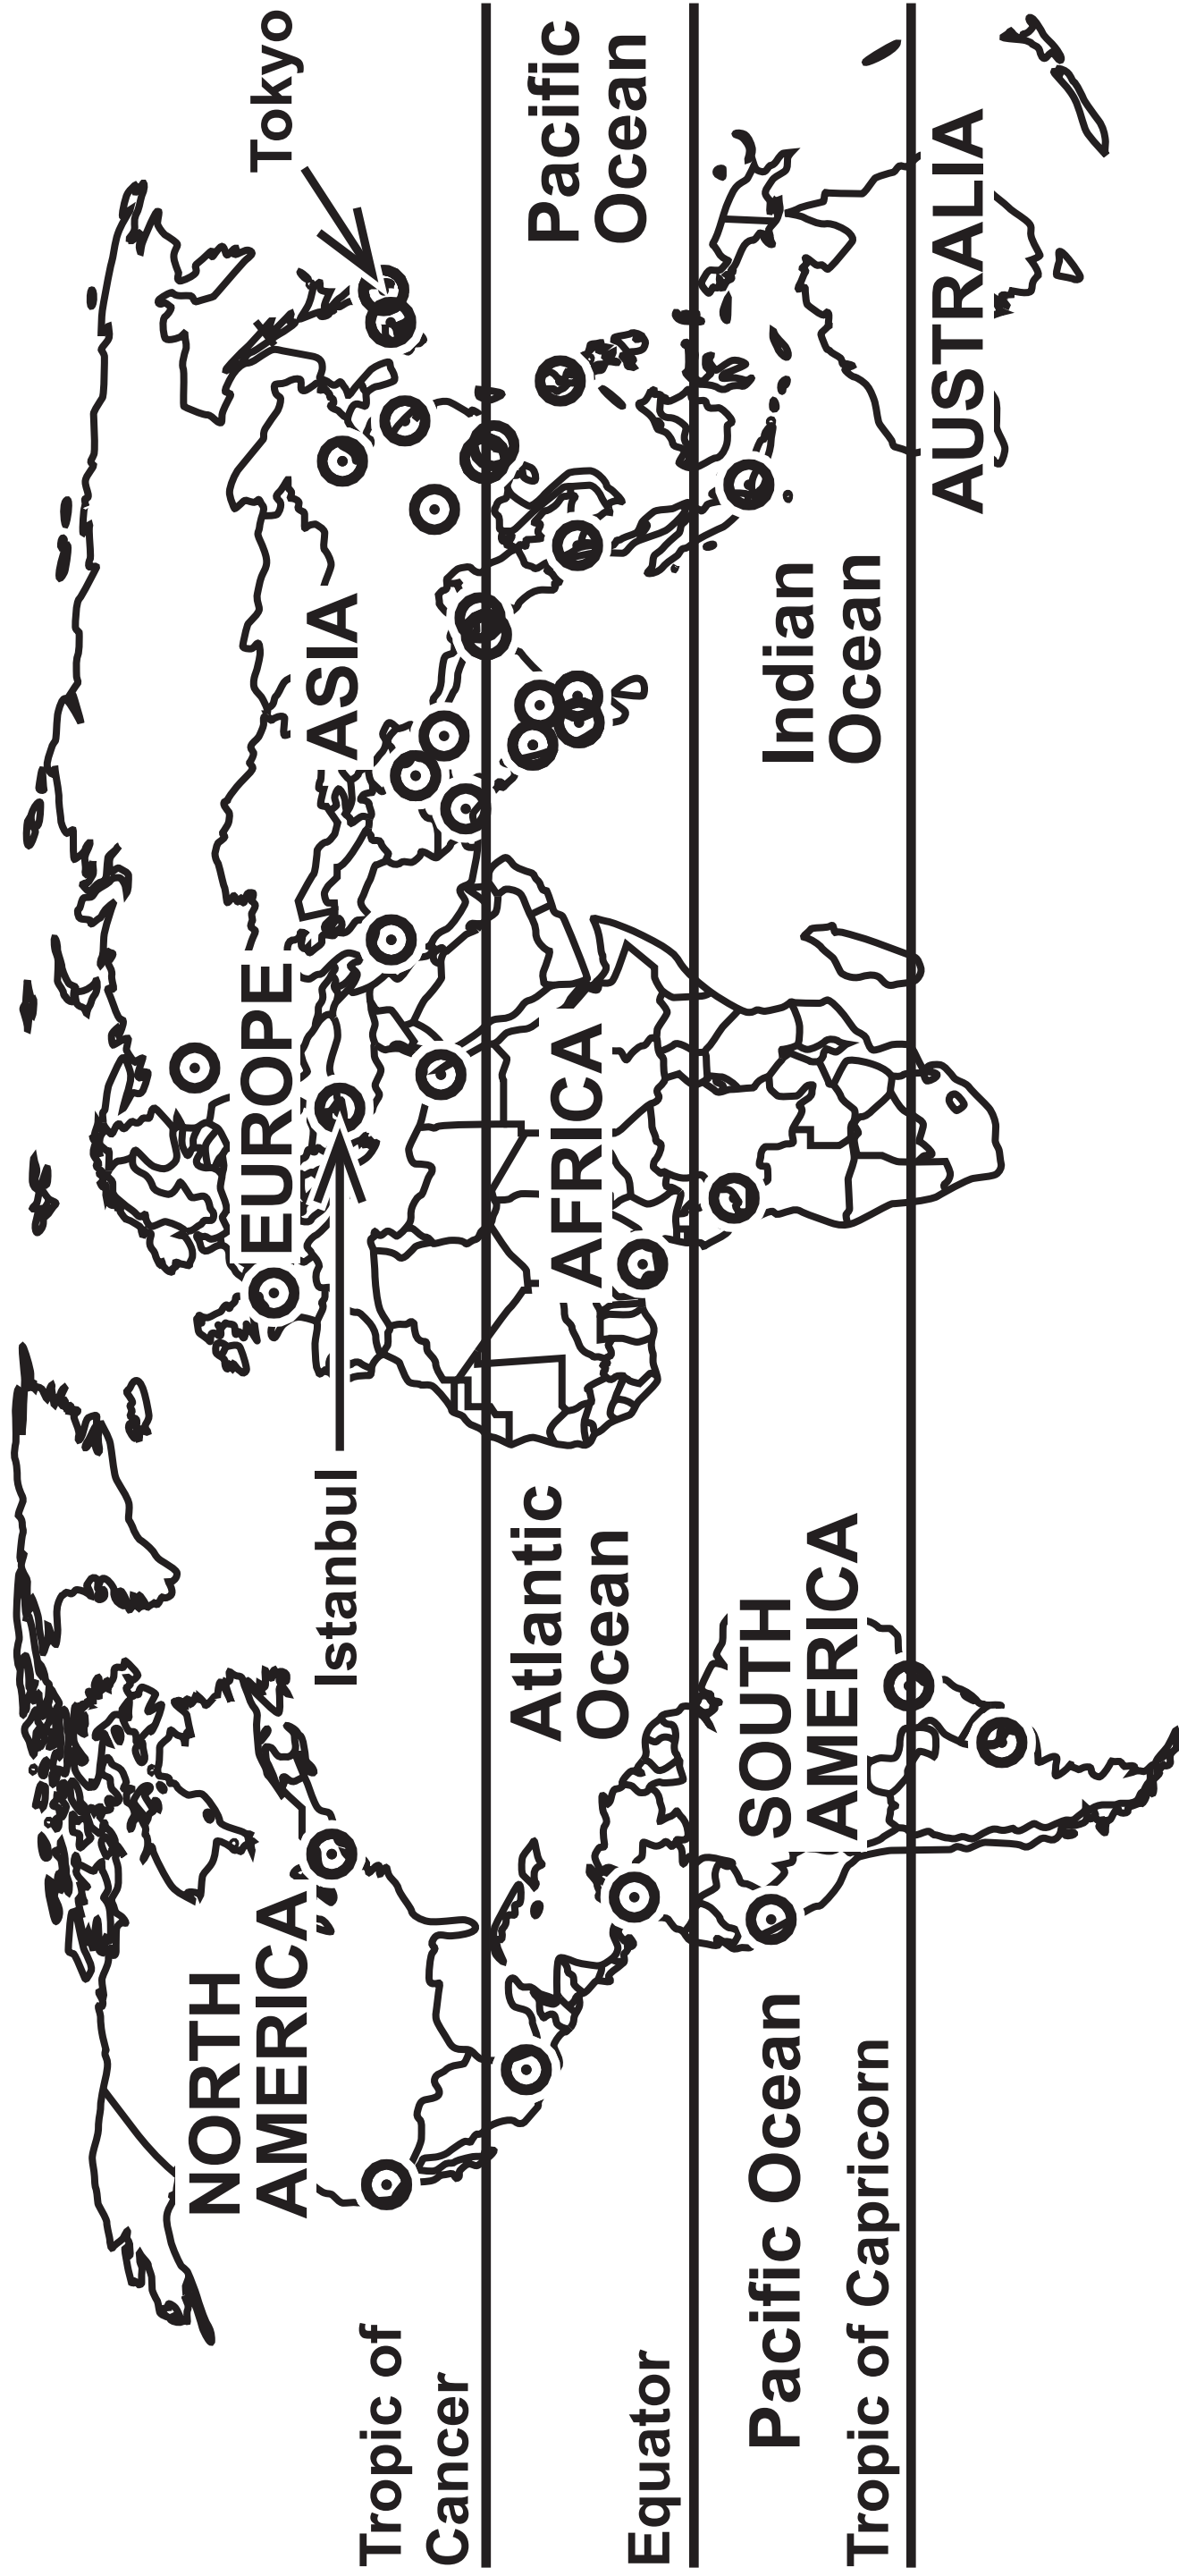 Tokyo
NORTH
AMERICA
EUROPE
ASIA
Istanbul
Tropic of
Cancer
Pacific
Ocean
Atlantic
Ocean
AFRICA
Equator
Pacific Ocean
SOUTH
AMERICA
Indian
Ocean
Tropic of Capricorn
AUSTRALIA